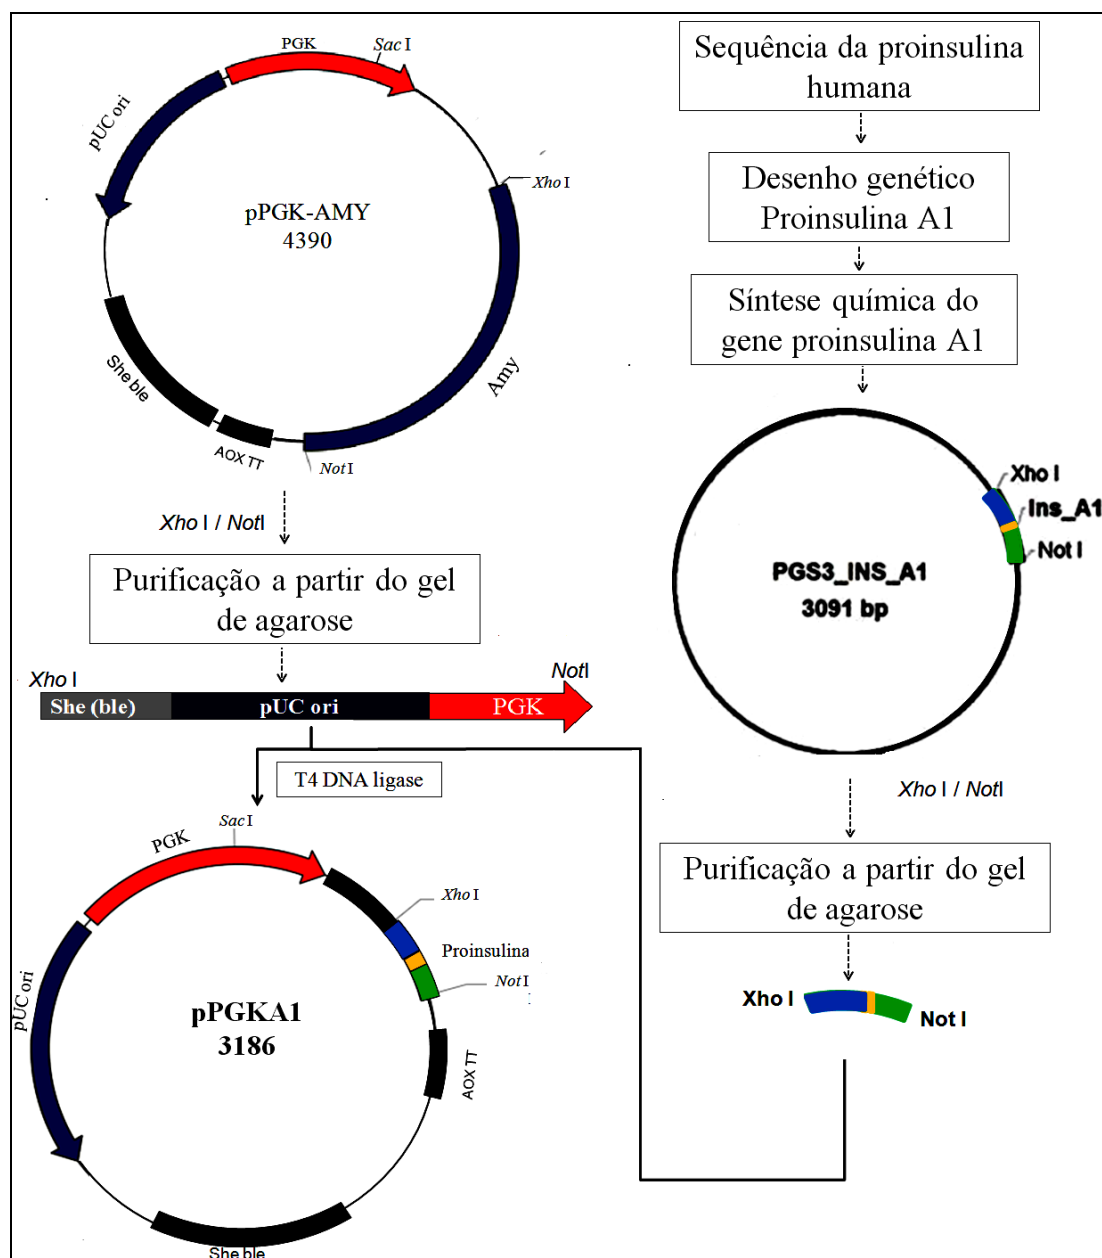 PGK
Sac I
pUC ori
Xho I
pPGK-AMY
4390
She ble
Amy
AOX TT
Not I
Xho I / NotI
Purificação a partir do gel
de agarose
Xho I
NotI
She (ble)
pUC ori
PGK
T4 DNA ligase
PGK
Sac I
Xho I
Proinsulina
Not I
pUC ori
pPGKA1
3186
AOX TT
She ble
Sequência da proinsulina
humana
Desenho genético
Proinsulina A1
Síntese química do
gene proinsulina A1
Xho I
Ins_A1
Not I
PGS3_INS_A1
3091 bp
Xho I / NotI
Purificação a partir do gel
de agarose
Xho I
Not I